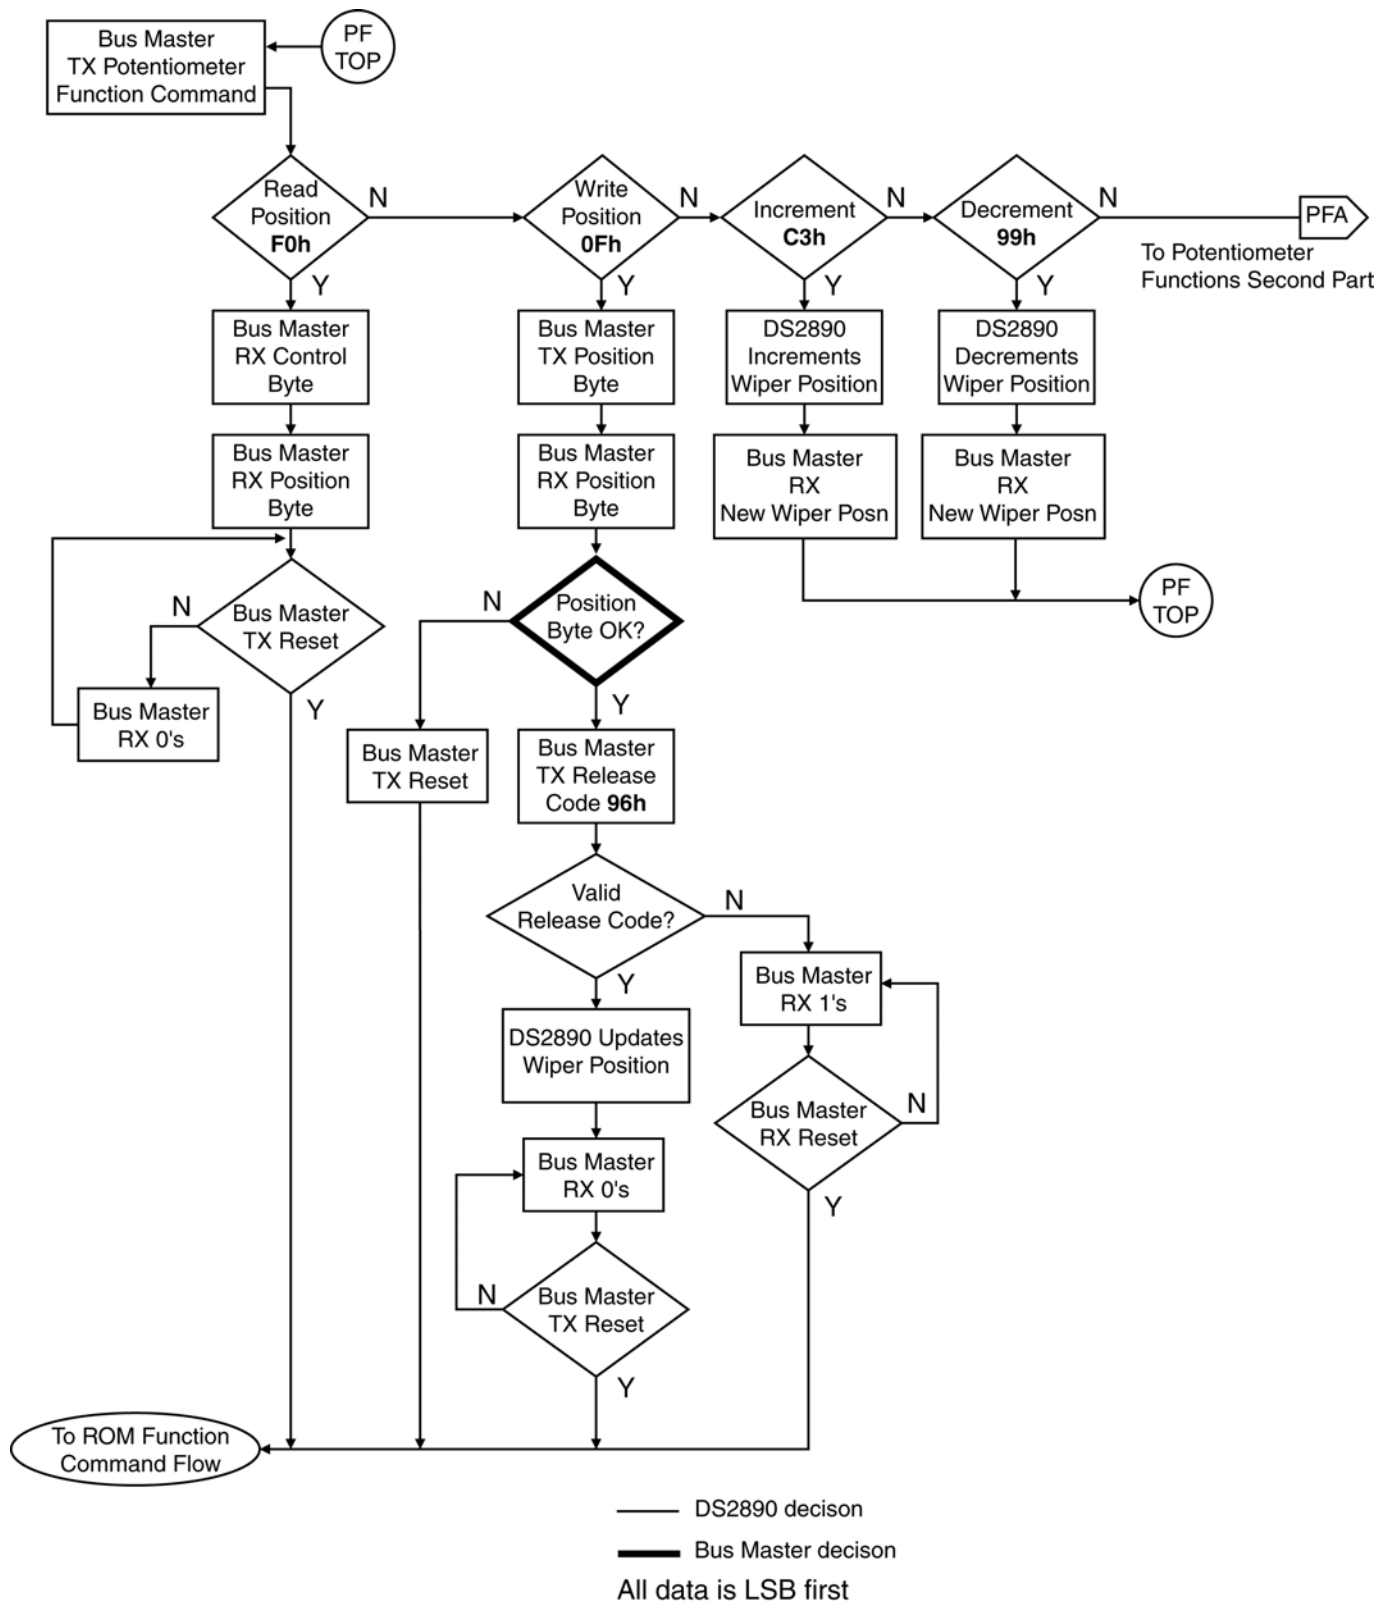 Bus Master
TX Potentiometer
Function Command
PF
TOP
Read
Position
F0h
N
Y
Write
Position
0Fh
N
Y
Increment
C3h
N
Y
Decrement
99h
N
Y
PFA
To Potentiometer
Functions Second Part
Bus Master
RX Control
Byte
Bus Master
TX Position
Byte
DS2890
Increments
Wiper Position
DS2890
Decrements
Wiper Position
Bus Master
RX Position
Byte
Bus Master
RX Position
Byte
Bus Master
RX
New Wiper Posn
Bus Master
RX
New Wiper Posn
PF
TOP
N
Bus Master
TX Reset
Y
Bus Master
RX 0's
N
Position
Byte OK?
Y
Bus Master
TX Reset
Bus Master
TX Release
Code 96h
Valid
Release Code?
N
Y
Bus Master
RX 1's
DS2890 Updates
Wiper Position
Bus Master
RX Reset
N
Y
Bus Master
RX 0's
N
Bus Master
TX Reset
Y
To ROM Function
Command Flow
DS2890 decison
Bus Master decison
All data is LSB first